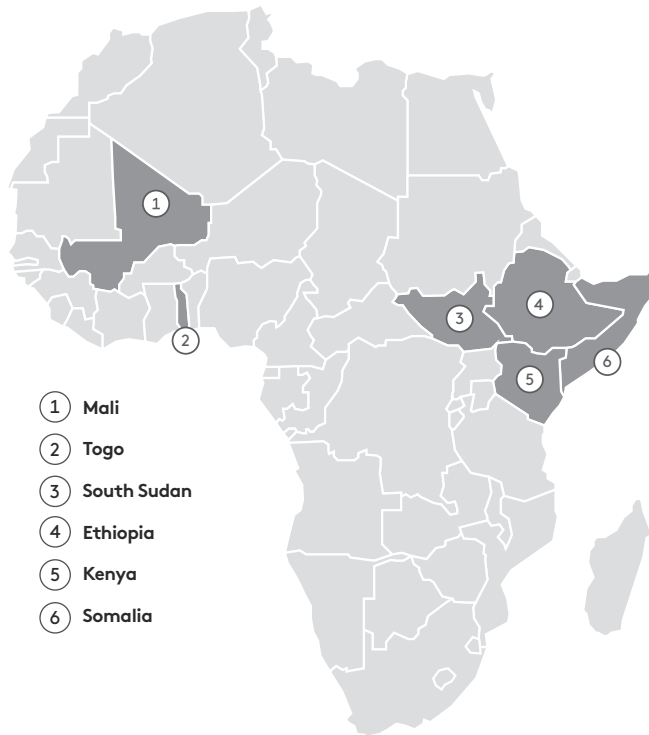 1
2
3
4
5
6
1 Mali
2 Togo
3 South Sudan
4 Ethiopia
5 Kenya
6 Somalia